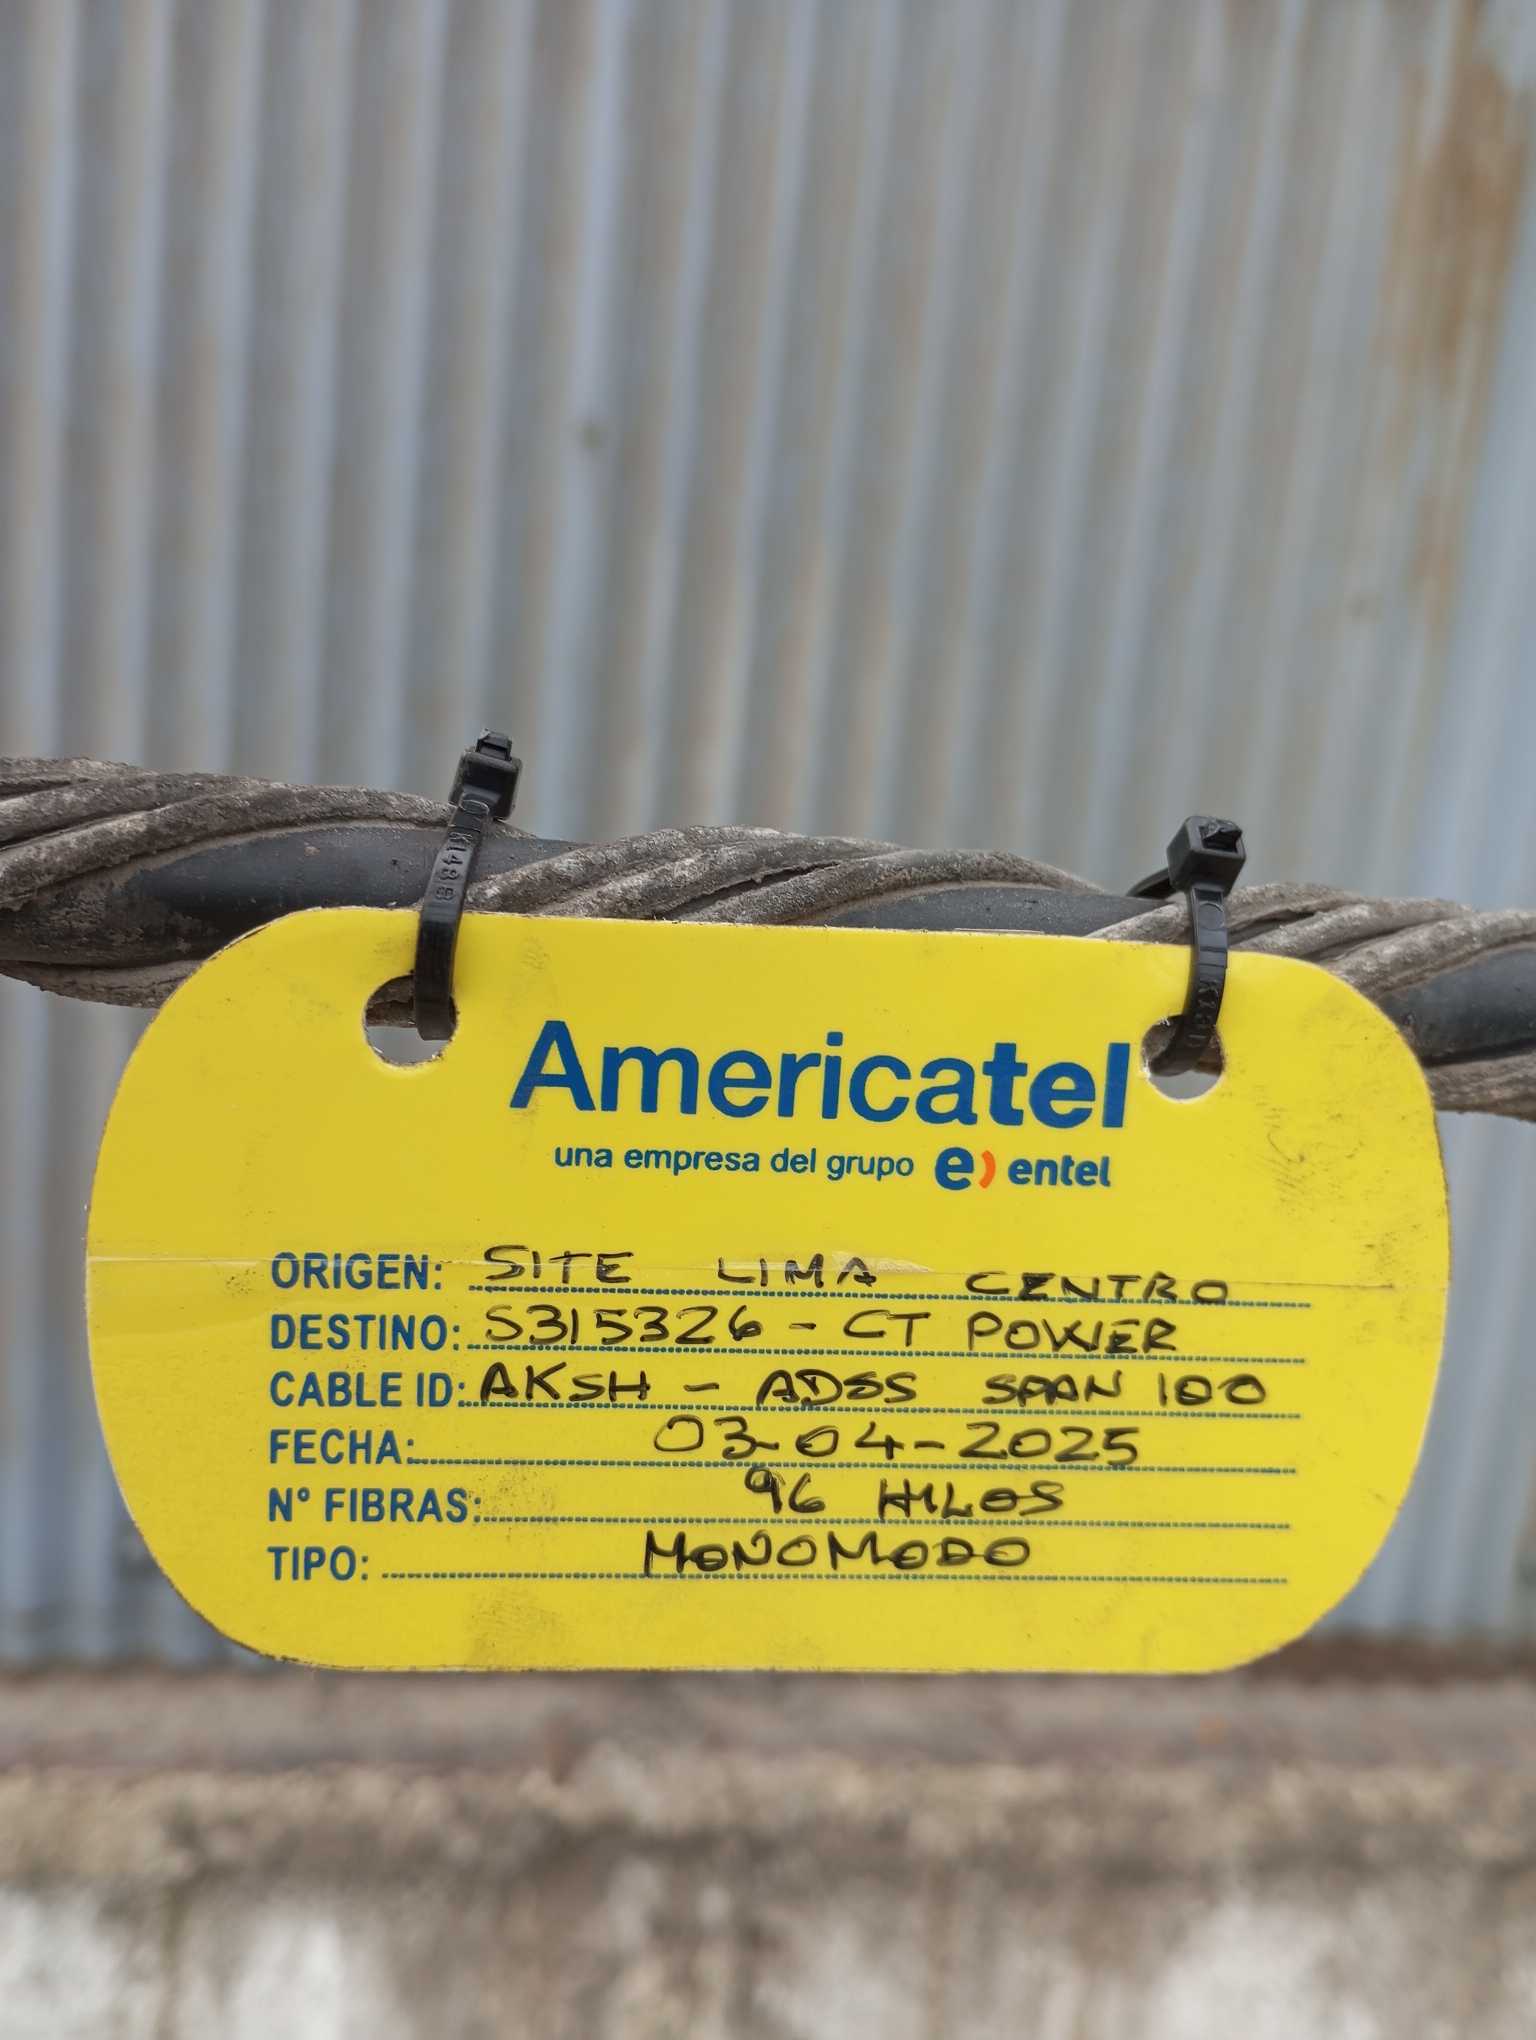 Americatel
una empresa del grupo e) entel
ORIGEN: SITE LIMA CENTRO
DESTINO: S315326 - CT POWER
CABLE ID: AKSH - ADSS SPAN 100
FECHA: 03-04-2025
N° FIBRAS: 96 HILOS
TIPO: MONOMODO